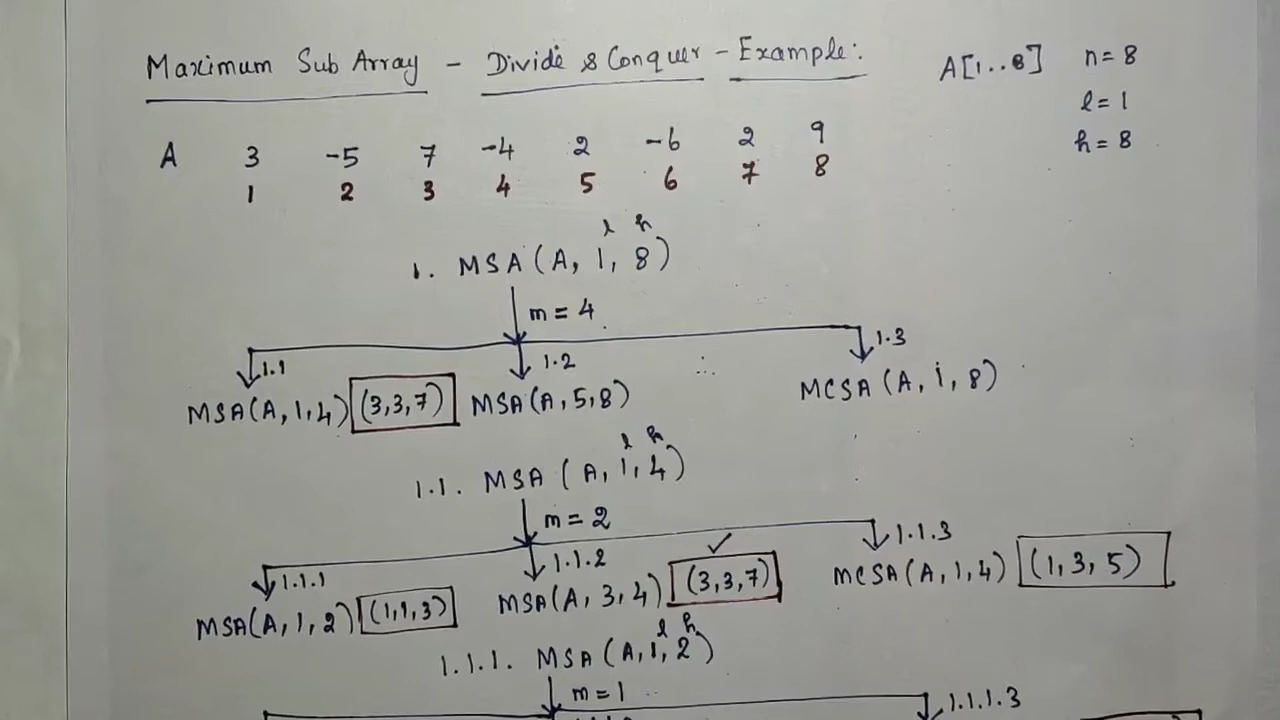 Maximum Sub Array - Divide & Conquer - Example:
A[1..8] n=8
l=1
h=8
A 3 -5 7 -4 2 -6 2 9
1 2 3 4 5 6 7 8
l h
1. MSA(A, 1, 8)
m=4
1.1 1.2 1.3
MSA(A,1,4) (3,3,7) MSA(A,5,8) MCSA(A,1,8)
l h
1.1. MSA (A,1,4)
m=2
1.1.1 1.1.2 ✓ 1.1.3
MSA(A,1,2) (1,1,3) MSA(A,3,4) (3,3,7) MCSA(A,1,4) (1,3,5)
l h
1.1.1. MSA (A,1,2)
m=1
1.1.1.3